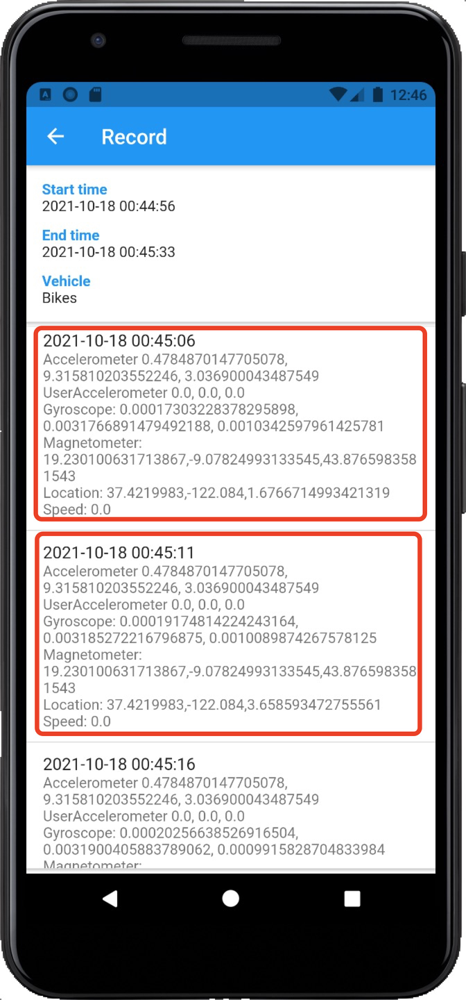 12:46
Record
Start time
2021-10-18 00:44:56
End time
2021-10-18 00:45:33
Vehicle
Bikes
2021-10-18 00:45:06
Accelerometer 0.4784870147705078,
9.315810203552246, 3.036900043487549
UserAccelerometer 0.0, 0.0, 0.0
Gyroscope: 0.00017303228378295898,
0.0031766891479492188, 0.0010342597961425781
Magnetometer:
19.230100631713867,-9.07824993133545,43.876598358
1543
Location: 37.4219983,-122.084,1.6766714993421319
Speed: 0.0
2021-10-18 00:45:11
Accelerometer 0.4784870147705078,
9.315810203552246, 3.036900043487549
UserAccelerometer 0.0, 0.0, 0.0
Gyroscope: 0.00019174814224243164,
0.003185272216796875, 0.0010089874267578125
Magnetometer:
19.230100631713867,-9.07824993133545,43.876598358
1543
Location: 37.4219983,-122.084,3.658593472755561
Speed: 0.0
2021-10-18 00:45:16
Accelerometer 0.4784870147705078,
9.315810203552246, 3.036900043487549
UserAccelerometer 0.0, 0.0, 0.0
Gyroscope: 0.00020256638526916504,
0.0031900405883789062, 0.0009915828704833984
Magnetometer: